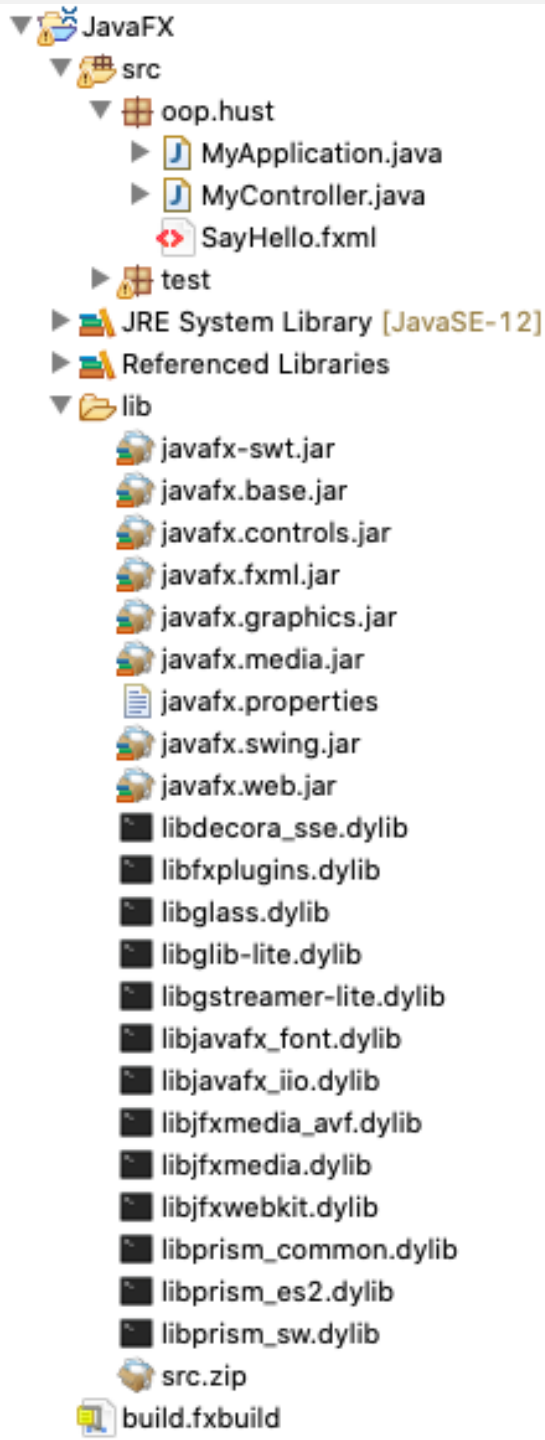 JavaFX
src
oop.hust
MyApplication.java
MyController.java
SayHello.fxml
test
JRE System Library [JavaSE-12]
Referenced Libraries
lib
javafx-swt.jar
javafx.base.jar
javafx.controls.jar
javafx.fxml.jar
javafx.graphics.jar
javafx.media.jar
javafx.properties
javafx.swing.jar
javafx.web.jar
libdecora_sse.dylib
libfxplugins.dylib
libglass.dylib
libglib-lite.dylib
libgstreamer-lite.dylib
libjavafx_font.dylib
libjavafx_iio.dylib
libjfxmedia_avf.dylib
libjfxmedia.dylib
libjfxwebkit.dylib
libprism_common.dylib
libprism_es2.dylib
libprism_sw.dylib
src.zip
build.fxbuild